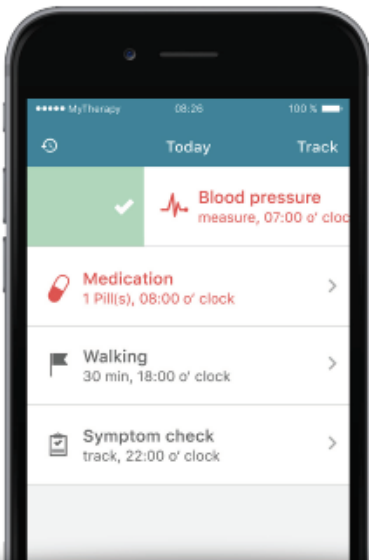 MyTherapy 08:26 100 %
Today Track
Blood pressure
measure, 07:00 o' cloc
Medication
1 Pill(s), 08:00 o' clock
Walking
30 min, 18:00 o' clock
Symptom check
track, 22:00 o' clock